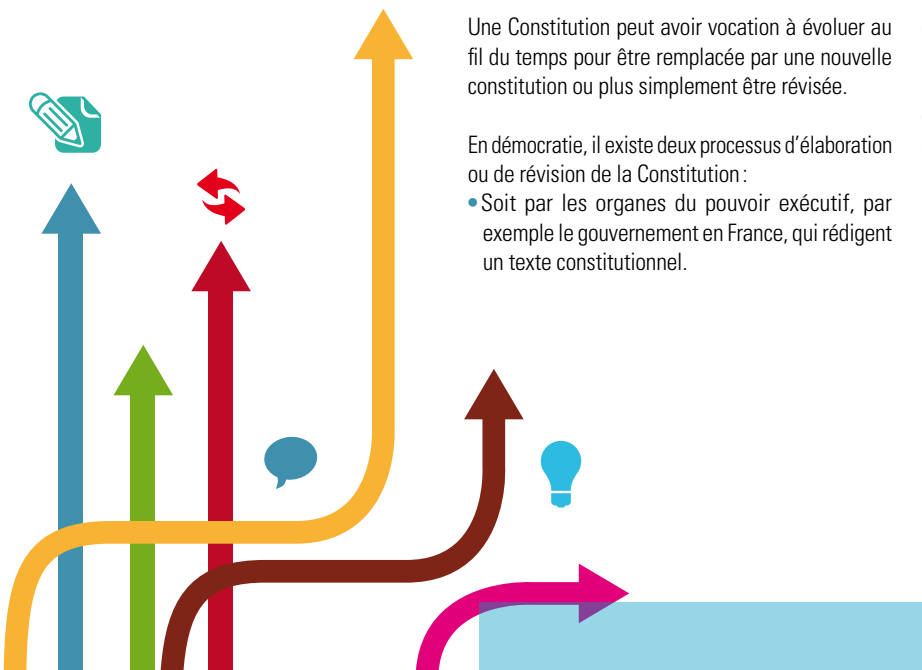 Une Constitution peut avoir vocation à évoluer au
fil du temps pour être remplacée par une nouvelle
constitution ou plus simplement être révisée.
En démocratie, il existe deux processus d'élaboration
ou de révision de la Constitution :
• Soit par les organes du pouvoir exécutif, par
exemple le gouvernement en France, qui rédigent
un texte constitutionnel.